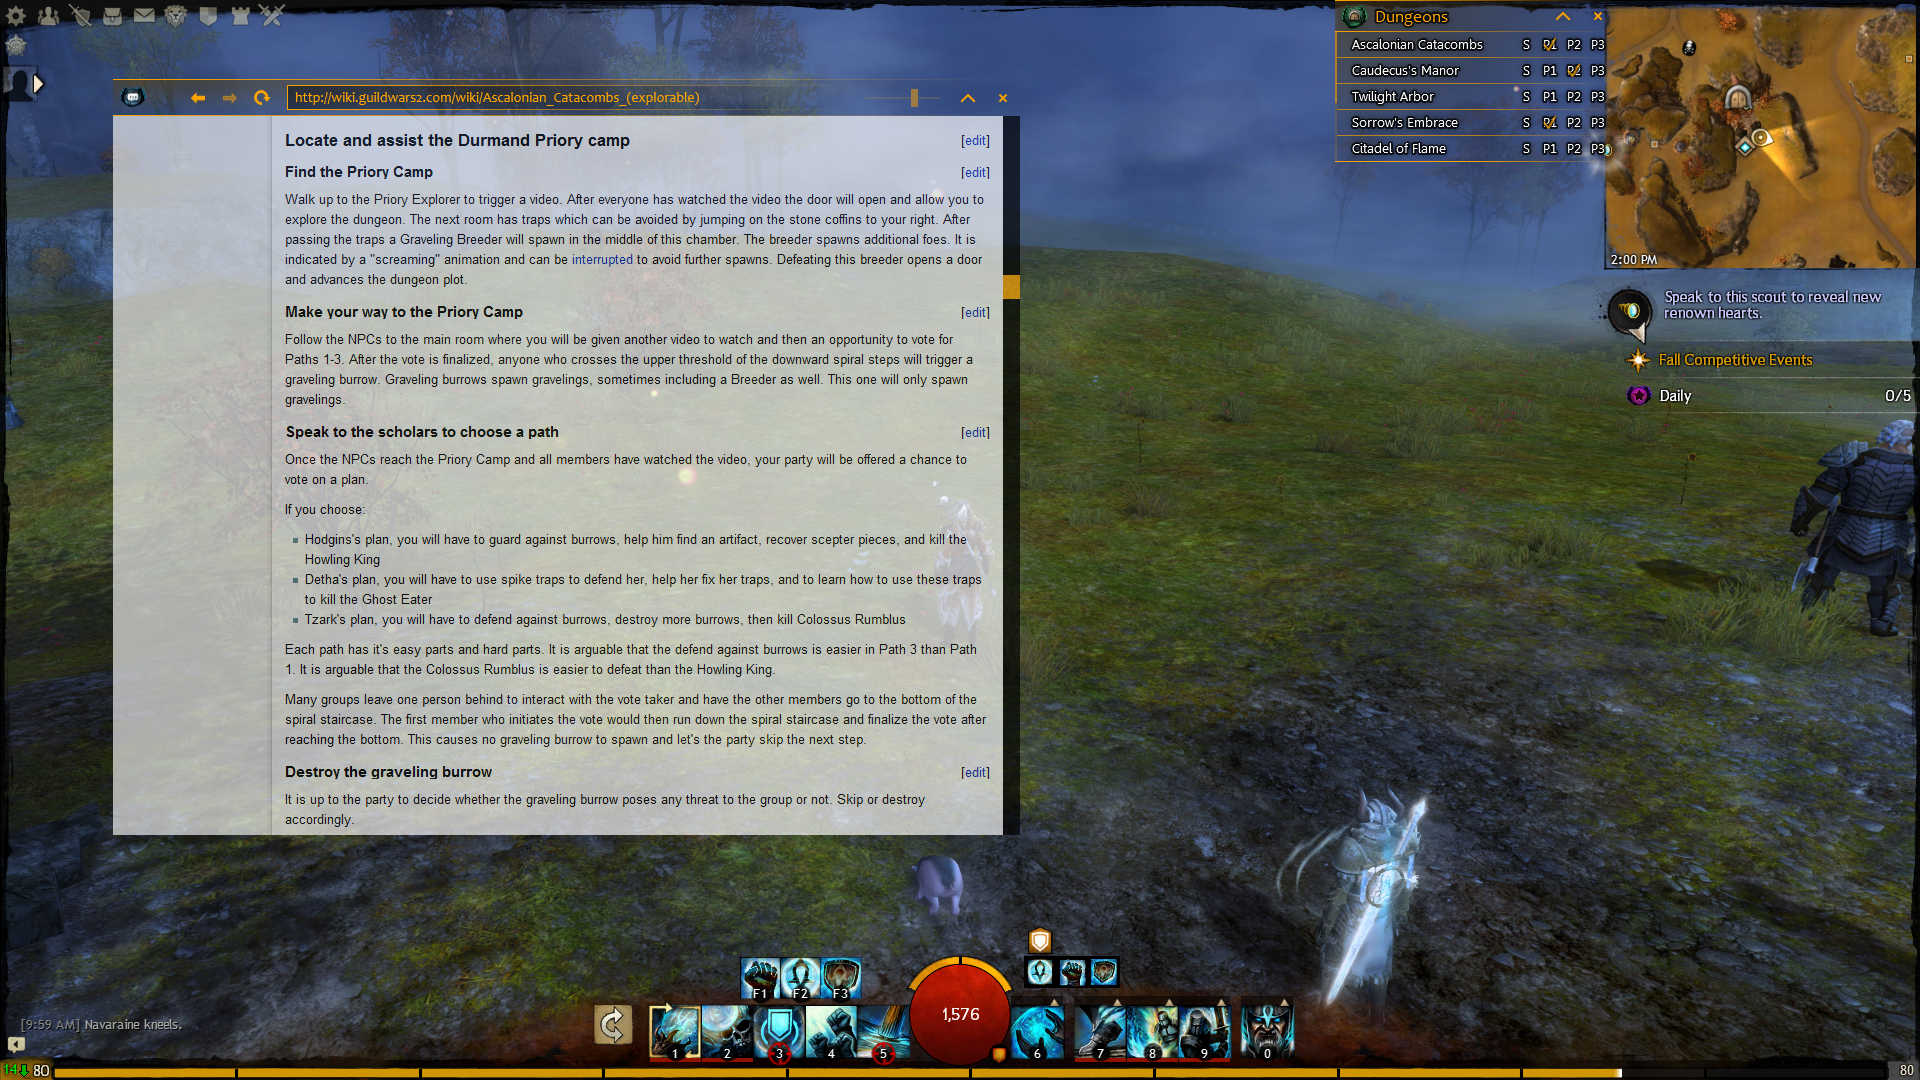 http://wiki.guildwars2.com/wiki/Ascalonian_Catacombs_(explorable)
Locate and assist the Durmand Priory camp [edit]
Find the Priory Camp [edit]
Walk up to the Priory Explorer to trigger a video. After everyone has watched the video the door will open and allow you to
explore the dungeon. The next room has traps which can be avoided by jumping on the stone coffins to your right. After
passing the traps a Graveling Breeder will spawn in the middle of this chamber. The breeder spawns additional foes. It is
indicated by a "screaming" animation and can be interrupted to avoid further spawns. Defeating this breeder opens a door
and advances the dungeon plot.
Make your way to the Priory Camp [edit]
Follow the NPCs to the main room where you will be given another video to watch and then an opportunity to vote for
Paths 1-3. After the vote is finalized, anyone who crosses the upper threshold of the downward spiral steps will trigger a
graveling burrow. Graveling burrows spawn gravelings, sometimes including a Breeder as well. This one will only spawn
gravelings.
Speak to the scholars to choose a path [edit]
Once the NPCs reach the Priory Camp and all members have watched the video, your party will be offered a chance to
vote on a plan.
If you choose:
Hodgins's plan, you will have to guard against burrows, help him find an artifact, recover scepter pieces, and kill the
Howling King
Detha's plan, you will have to use spike traps to defend her, help her fix her traps, and to learn how to use these traps
to kill the Ghost Eater
Tzark's plan, you will have to defend against burrows, destroy more burrows, then kill Colossus Rumblus
Each path has it's easy parts and hard parts. It is arguable that the defend against burrows is easier in Path 3 than Path
1. It is arguable that the Colossus Rumblus is easier to defeat than the Howling King.
Many groups leave one person behind to interact with the vote taker and have the other members go to the bottom of the
spiral staircase. The first member who initiates the vote would then run down the spiral staircase and finalize the vote after
reaching the bottom. This causes no graveling burrow to spawn and let's the party skip the next step.
Destroy the graveling burrow [edit]
It is up to the party to decide whether the graveling burrow poses any threat to the group or not. Skip or destroy
accordingly.
Dungeons
Ascalonian Catacombs S P1 P2 P3
Caudecus's Manor S P1 P2 P3
Twilight Arbor S P1 P2 P3
Sorrow's Embrace S P1 P2 P3
Citadel of Flame S P1 P2 P3
2:00 PM
Speak to this scout to reveal new
renown hearts.
Fall Competitive Events
Daily 0/5
F1 F2 F3
1,576
1 2 3 4 5 6 7 8 9 0
[9:59 AM] Navaraine kneels.
14 80
80